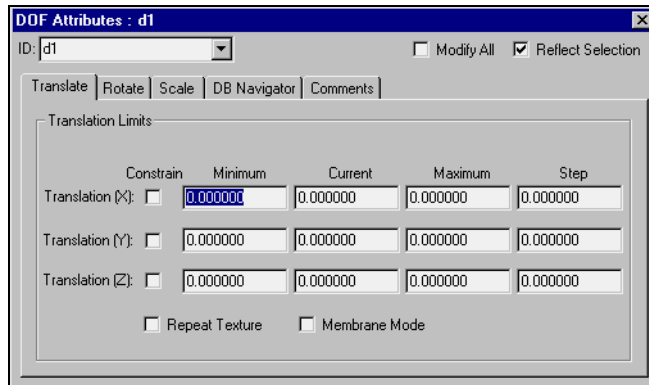 DOF Attributes : d1
ID: d1 Modify All Reflect Selection
Translate Rotate Scale DB Navigator Comments
Translation Limits
Constrain Minimum Current Maximum Step
Translation (X): 0.000000 0.000000 0.000000 0.000000
Translation (Y): 0.000000 0.000000 0.000000 0.000000
Translation (Z): 0.000000 0.000000 0.000000 0.000000
Repeat Texture Membrane Mode